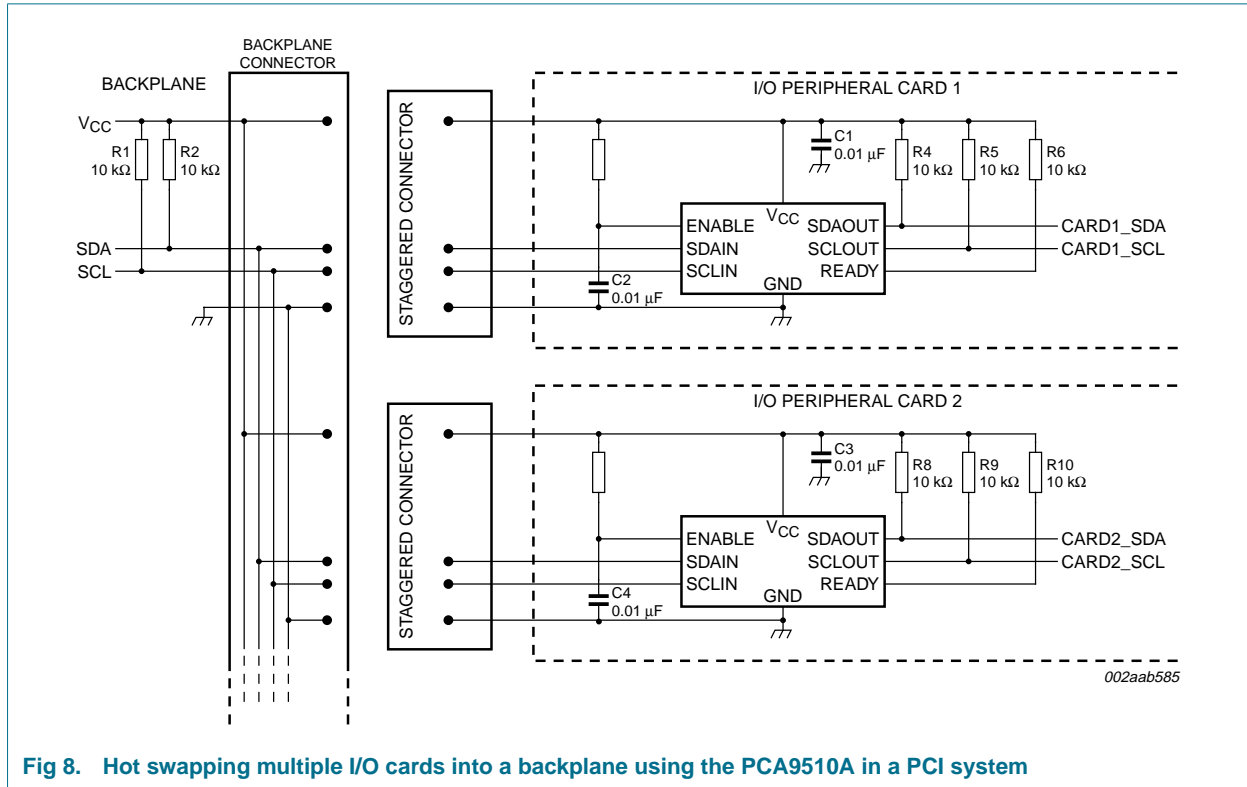 BACKPLANE
CONNECTOR
BACKPLANE
VCC
R1
10 kΩ
R2
10 kΩ
SDA
SCL
STAGGERED CONNECTOR
I/O PERIPHERAL CARD 1
C1
0.01 μF
R4
10 kΩ
R5
10 kΩ
R6
10 kΩ
VCC
ENABLE
SDAIN
SCLIN
SDAOUT
SCLOUT
READY
GND
CARD1_SDA
CARD1_SCL
C2
0.01 μF
STAGGERED CONNECTOR
I/O PERIPHERAL CARD 2
C3
0.01 μF
R8
10 kΩ
R9
10 kΩ
R10
10 kΩ
VCC
ENABLE
SDAIN
SCLIN
SDAOUT
SCLOUT
READY
GND
CARD2_SDA
CARD2_SCL
C4
0.01 μF
002aab585
Fig 8. Hot swapping multiple I/O cards into a backplane using the PCA9510A in a PCI system